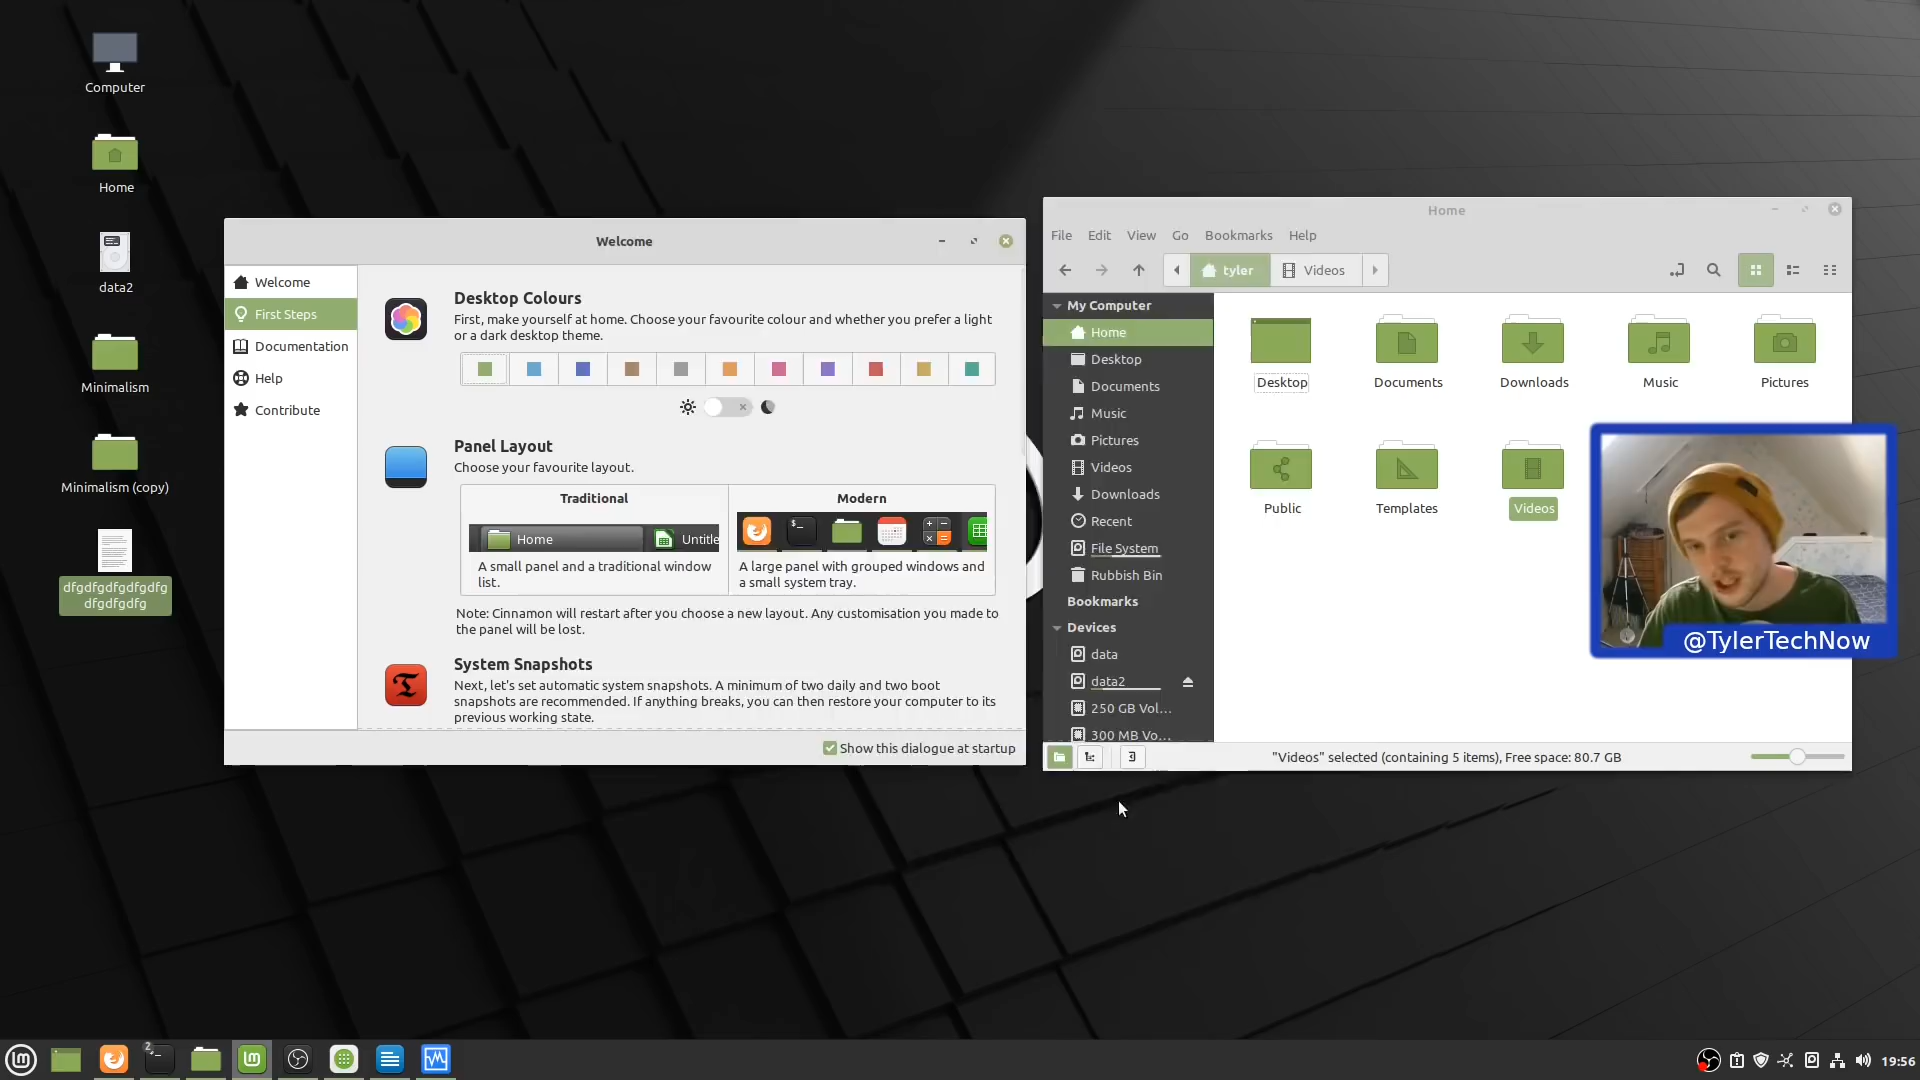 Computer
Home
data2
Minimalism
Minimalism (copy)
dfgdfgdfgdfgdfg
dfgdfgdfg
Welcome
Welcome
First Steps
Documentation
Help
Contribute
Desktop Colours
First, make yourself at home. Choose your favourite colour and whether you prefer a light
or a dark desktop theme.
Panel Layout
Choose your favourite layout.
Traditional
Modern
Home
Untitle
A small panel and a traditional window
list.
A large panel with grouped windows and
a small system tray.
Note: Cinnamon will restart after you choose a new layout. Any customisation you made to
the panel will be lost.
System Snapshots
Next, let's set automatic system snapshots. A minimum of two daily and two boot
snapshots are recommended. If anything breaks, you can then restore your computer to its
previous working state.
Show this dialogue at startup
Home
File Edit View Go Bookmarks Help
tyler
Videos
My Computer
Home
Desktop
Documents
Music
Pictures
Videos
Downloads
Recent
File System
Rubbish Bin
Bookmarks
Devices
data
data2
250 GB Vol...
300 MB Vo...
Desktop
Documents
Downloads
Music
Pictures
Public
Templates
Videos
"Videos" selected (containing 5 items), Free space: 80.7 GB
@TylerTechNow
2
19:56